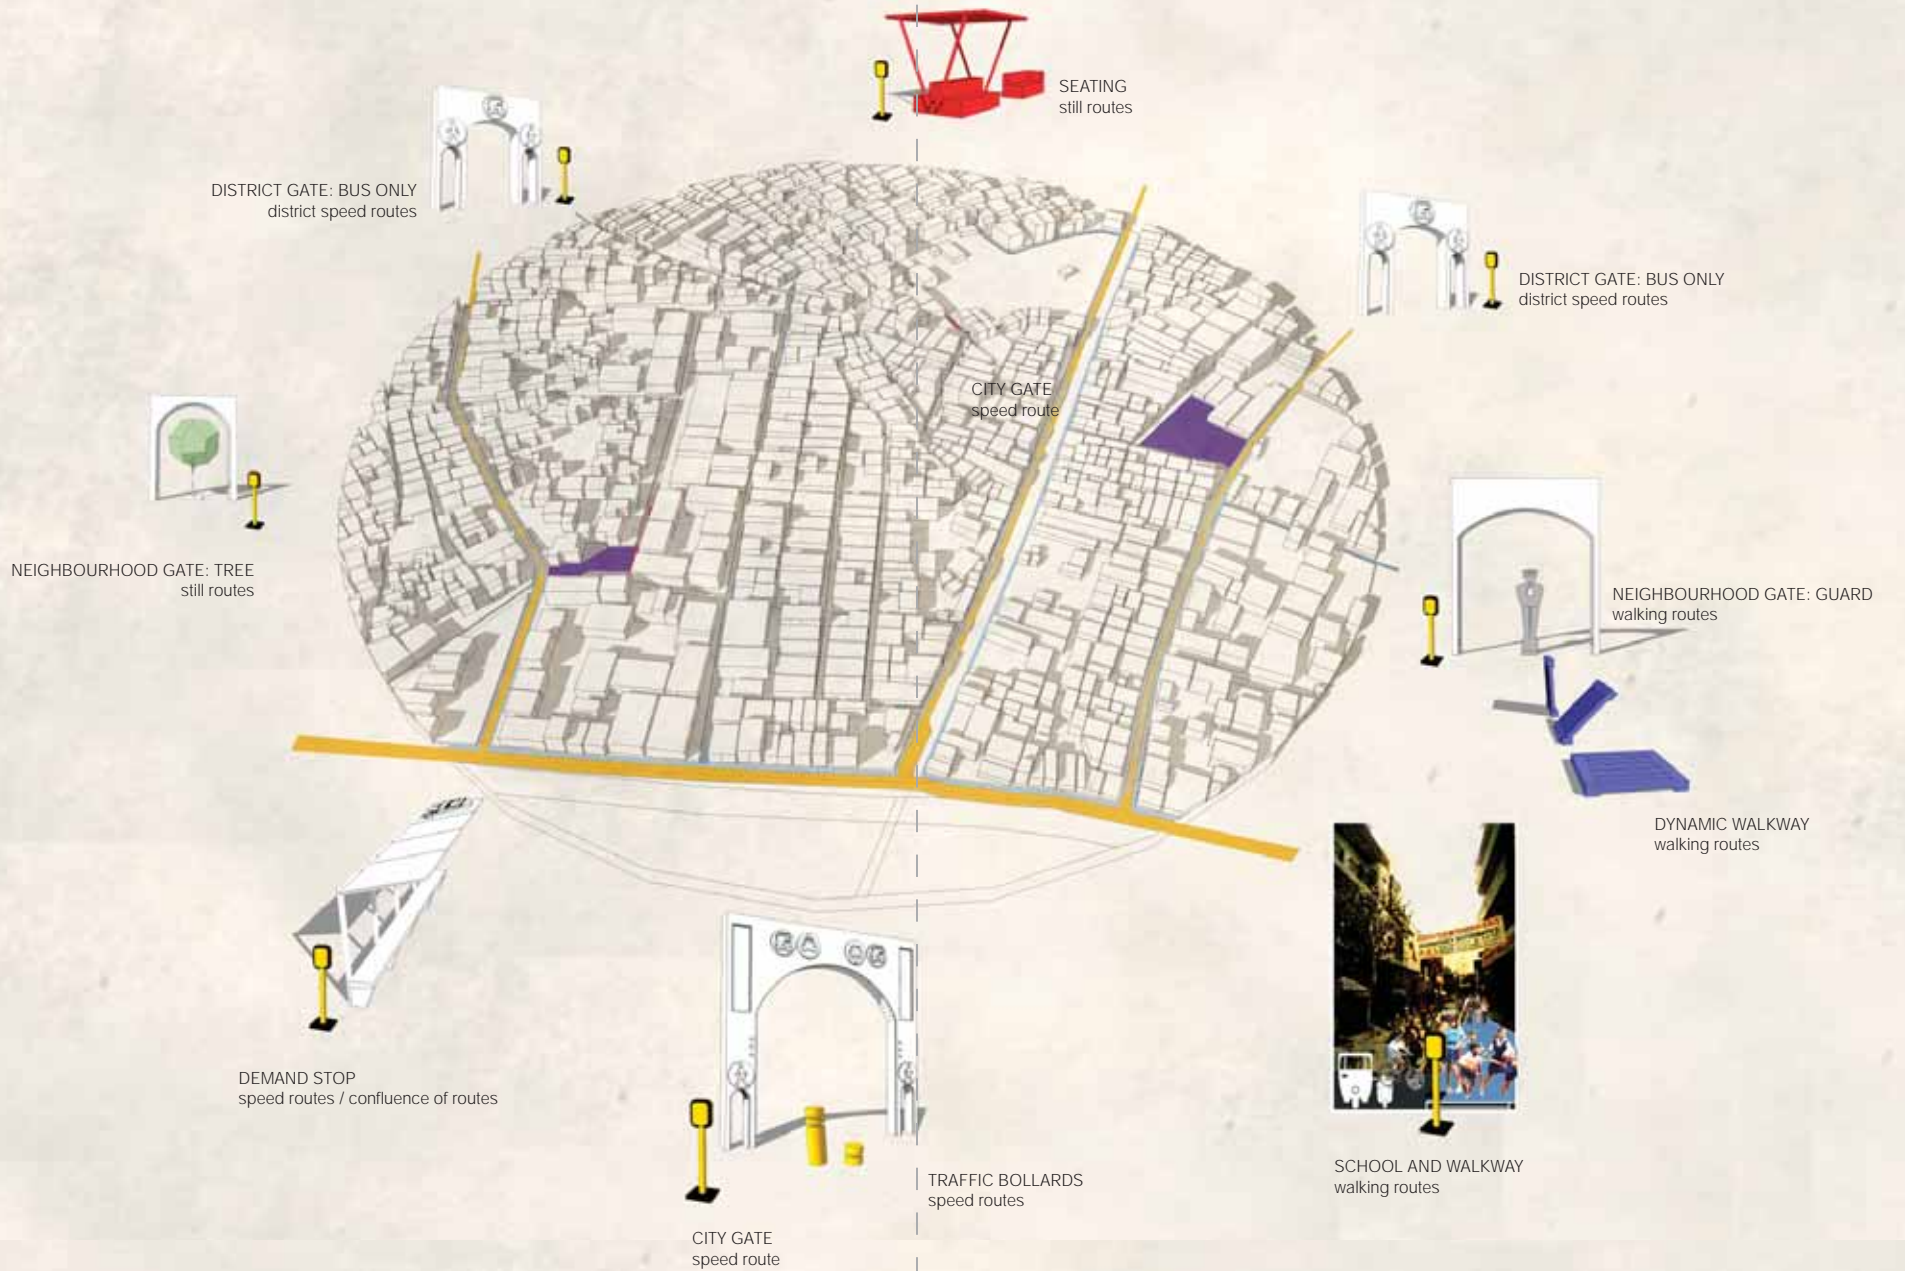 SEATING
still routes
DISTRICT GATE: BUS ONLY
district speed routes
DISTRICT GATE: BUS ONLY
district speed routes
CITY GATE
speed route
NEIGHBOURHOOD GATE: TREE
still routes
NEIGHBOURHOOD GATE: GUARD
walking routes
DYNAMIC WALKWAY
walking routes
DEMAND STOP
speed routes / confluence of routes
TRAFFIC BOLLARDS
speed routes
SCHOOL AND WALKWAY
walking routes
CITY GATE
speed route